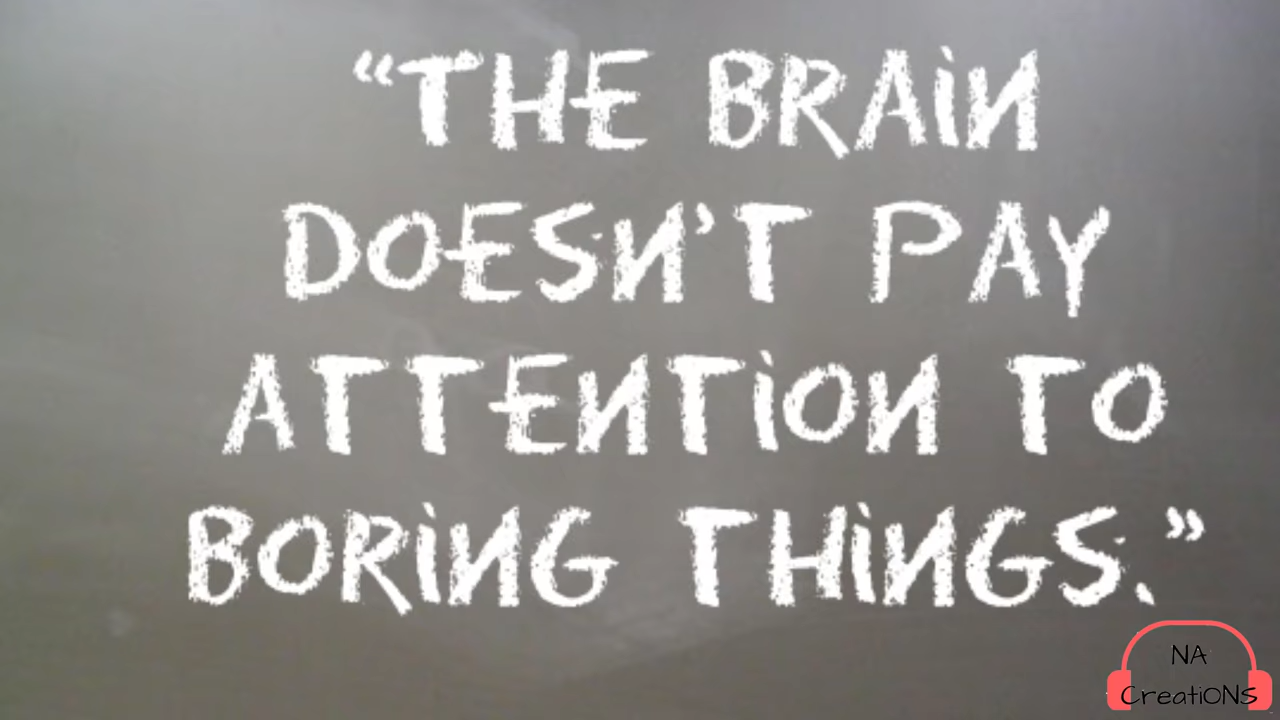 “THE BRAiN
DOESN’T PAY
ATTENTiON TO
BORiNG THiNGS.”
NA
CreatiONS